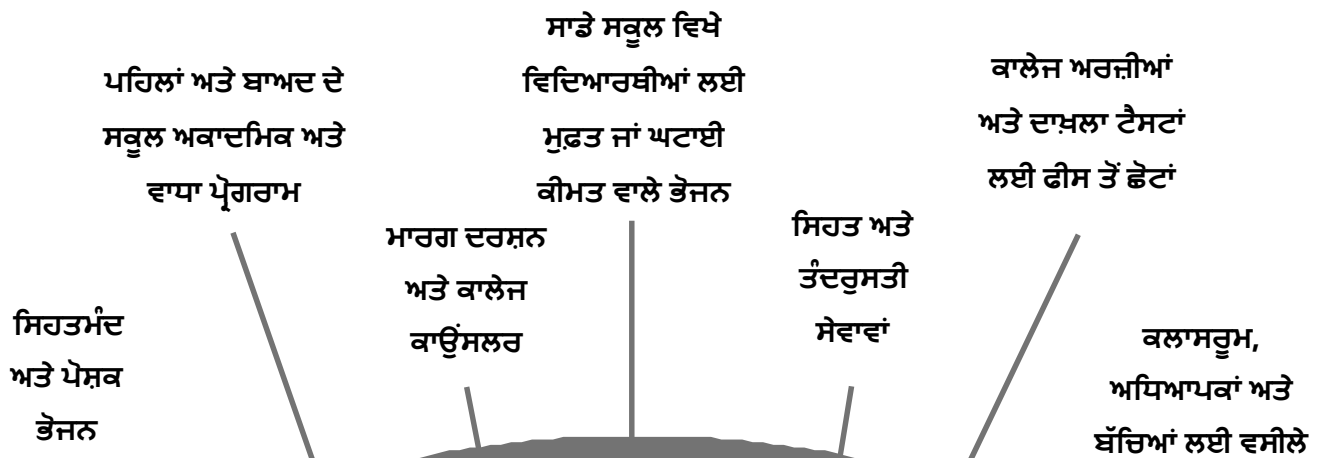 ਸਿਹਤਮੰਦ
ਅਤੇ ਪੋਸ਼ਕ
ਭੋਜਨ
ਪਹਿਲਾਂ ਅਤੇ ਬਾਅਦ ਦੇ
ਸਕੂਲ ਅਕਾਦਮਿਕ ਅਤੇ
ਵਾਧਾ ਪ੍ਰੋਗਰਾਮ
ਮਾਰਗ ਦਰਸ਼ਨ
ਅਤੇ ਕਾਲੇਜ
ਕਾਉਂਸਲਰ
ਸਾਡੇ ਸਕੂਲ ਵਿਖੇ
ਵਿਦਿਆਰਥੀਆਂ ਲਈ
ਮੁਫ਼ਤ ਜਾਂ ਘਟਾਈ
ਕੀਮਤ ਵਾਲੇ ਭੋਜਨ
ਸਿਹਤ ਅਤੇ
ਤੰਦਰੁਸਤੀ
ਸੇਵਾਵਾਂ
ਕਾਲੇਜ ਅਰਜ਼ੀਆਂ
ਅਤੇ ਦਾਖ਼ਲਾ ਟੈਸਟਾਂ
ਲਈ ਫੀਸ ਤੋਂ ਛੋਟਾਂ
ਕਲਾਸਰੂਮ,
ਅਧਿਆਪਕਾਂ ਅਤੇ
ਬੱਚਿਆਂ ਲਈ ਵਸੀਲੇ